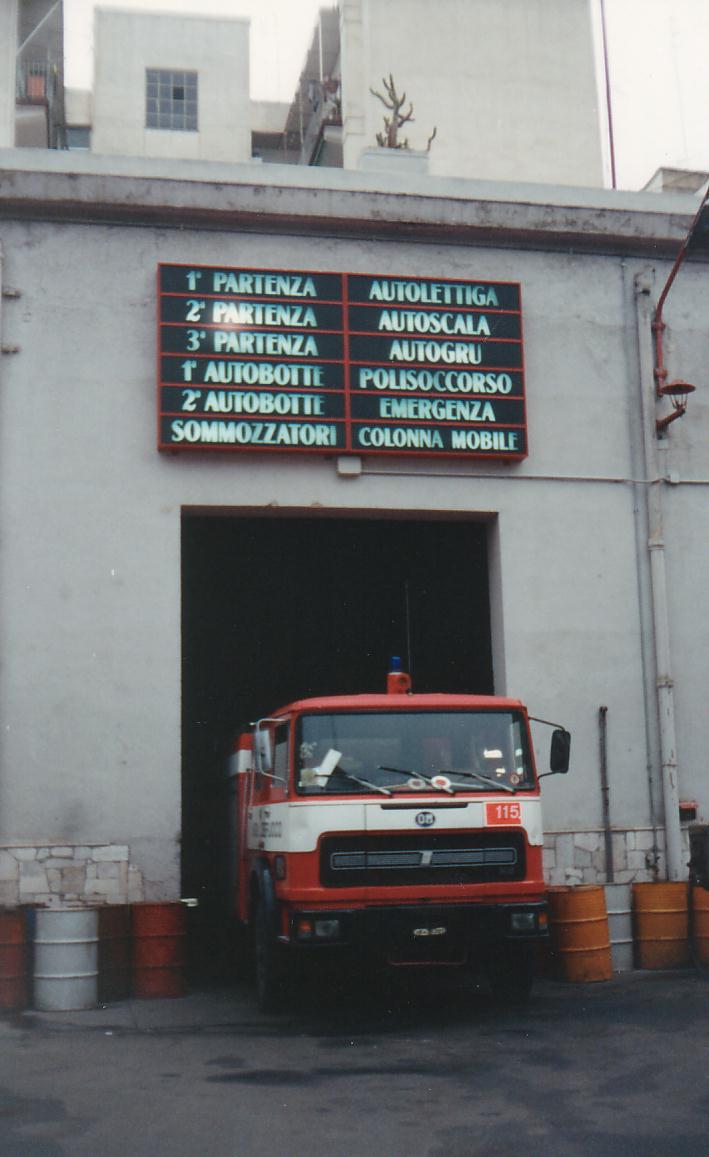 1ª PARTENZA
2ª PARTENZA
3ª PARTENZA
1ª AUTOBOTTE
2ª AUTOBOTTE
SOMMOZZATORI
AUTOLETTIGA
AUTOSCALA
AUTOGRU
POLISOCCORSO
EMERGENZA
COLONNA MOBILE
OM
115